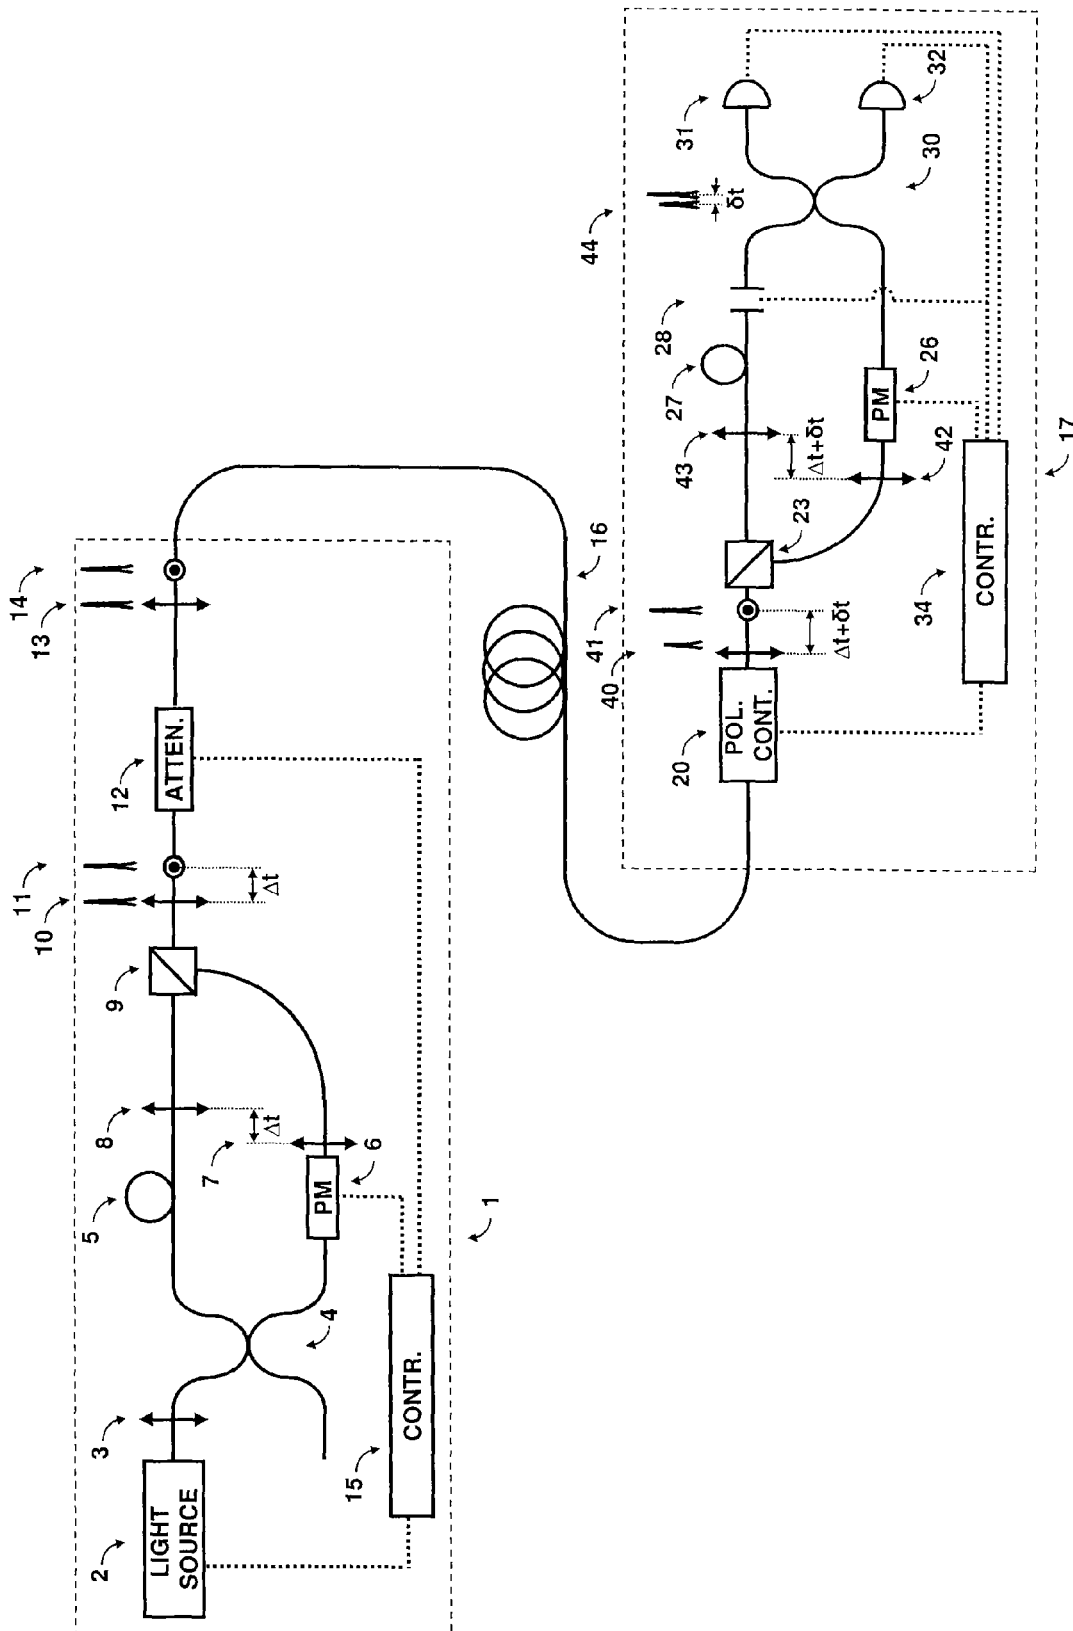 2
LIGHT
SOURCE
3
4
5
PM
6
7
8
Δt
9
10
11
Δt
12
ATTEN.
13
14
15
CONTR.
1
16
17
20
POL.
CONT.
40
41
Δt+δt
23
42
43
Δt+δt
PM
26
27
28
44
δt
30
31
32
34
CONTR.